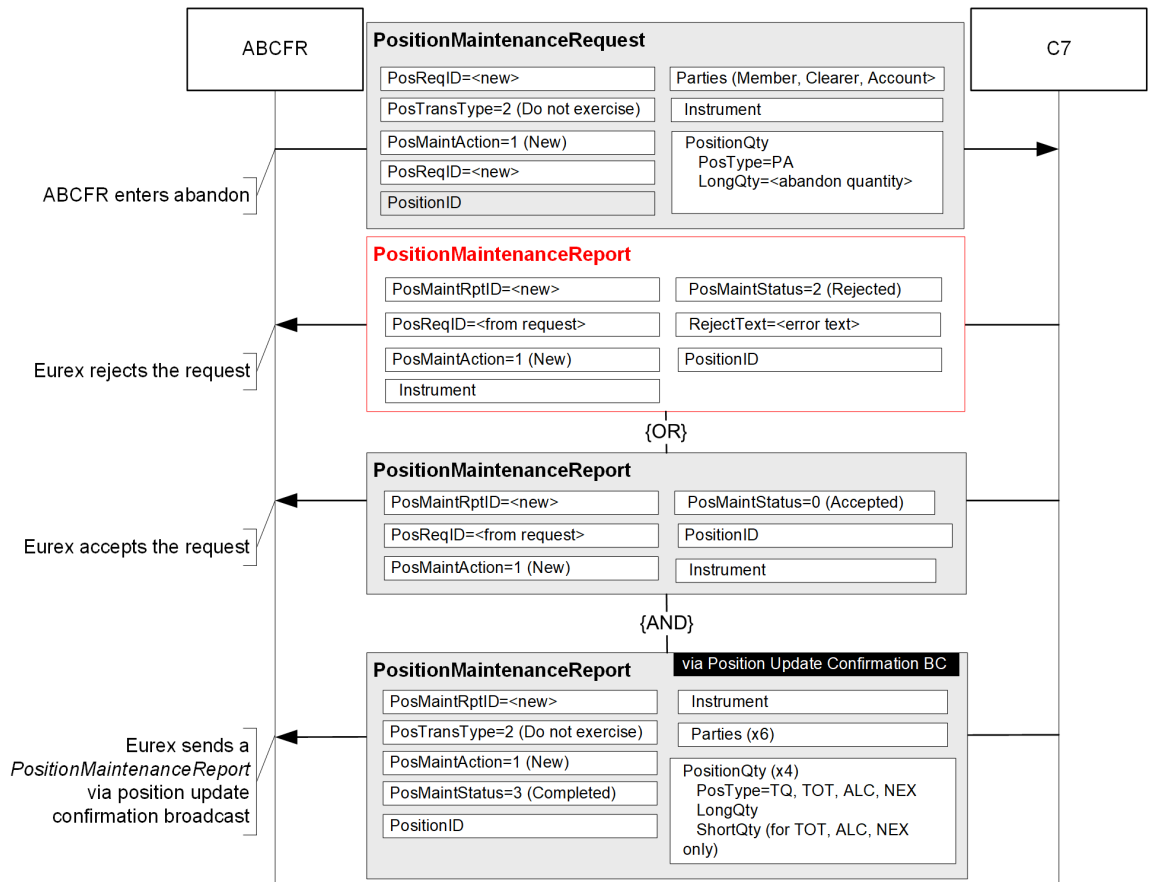 ABCFR
C7
PositionMaintenanceRequest
PosReqID=<new>
Parties (Member, Clearer, Account>
PosTransType=2 (Do not exercise)
Instrument
PosMaintAction=1 (New)
PositionQty
PosType=PA
LongQty=<abandon quantity>
PosReqID=<new>
PositionID
ABCFR enters abandon
PositionMaintenanceReport
PosMaintRptID=<new>
PosMaintStatus=2 (Rejected)
PosReqID=<from request>
RejectText=<error text>
PosMaintAction=1 (New)
PositionID
Instrument
Eurex rejects the request
{OR}
PositionMaintenanceReport
PosMaintRptID=<new>
PosMaintStatus=0 (Accepted)
PosReqID=<from request>
PositionID
PosMaintAction=1 (New)
Instrument
Eurex accepts the request
{AND}
PositionMaintenanceReport
via Position Update Confirmation BC
PosMaintRptID=<new>
Instrument
PosTransType=2 (Do not exercise)
Parties (x6)
PosMaintAction=1 (New)
PosMaintStatus=3 (Completed)
PositionID
PositionQty (x4)
PosType=TQ, TOT, ALC, NEX
LongQty
ShortQty (for TOT, ALC, NEX
only)
Eurex sends a
PositionMaintenanceReport
via position update
confirmation broadcast